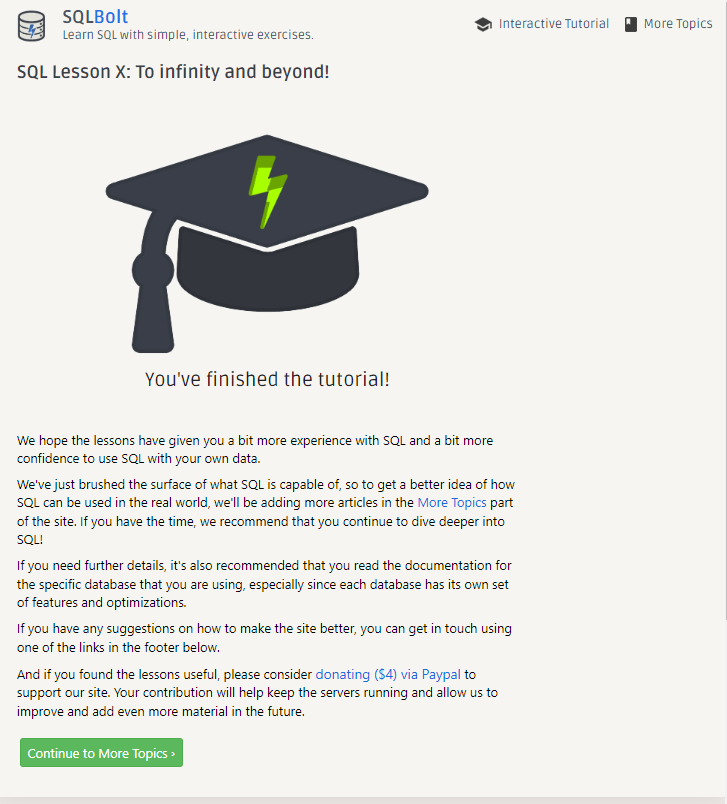 SQLBolt
Learn SQL with simple, interactive exercises.
Interactive Tutorial
More Topics
SQL Lesson X: To infinity and beyond!
You've finished the tutorial!
We hope the lessons have given you a bit more experience with SQL and a bit more
confidence to use SQL with your own data.
We've just brushed the surface of what SQL is capable of, so to get a better idea of how
SQL can be used in the real world, we'll be adding more articles in the More Topics part
of the site. If you have the time, we recommend that you continue to dive deeper into
SQL!
If you need further details, it's also recommended that you read the documentation for
the specific database that you are using, especially since each database has its own set
of features and optimizations.
If you have any suggestions on how to make the site better, you can get in touch using
one of the links in the footer below.
And if you found the lessons useful, please consider donating ($4) via Paypal to
support our site. Your contribution will help keep the servers running and allow us to
improve and add even more material in the future.
Continue to More Topics ›